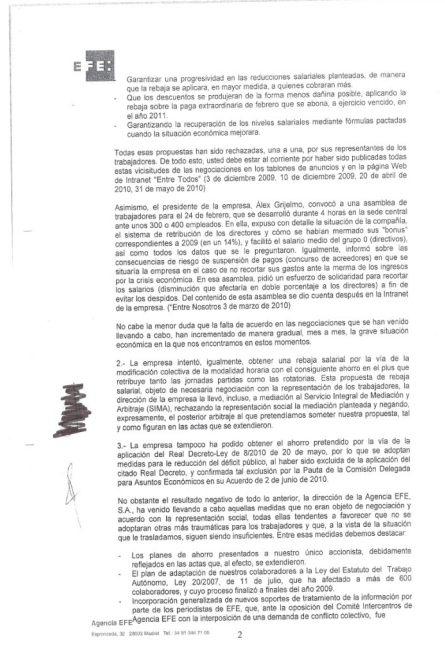 EFE:
Garantizar una progresividad en las reducciones salariales planteadas, de manera
que la rebaja se aplicara, en mayor medida, a quienes cobraran más.
- Que los descuentos se produjeran de la forma menos dañina posible, aplicando la
rebaja sobre la paga extraordinaria de febrero que se abona, a ejercicio vencido, en
el año 2011.
- Garantizando la recuperación de los niveles salariales mediante fórmulas pactadas
cuando la situación económica mejorara.
Todas esas propuestas han sido rechazadas, una a una, por sus representantes de los
trabajadores. De todo esto, usted debe estar al corriente por haber sido publicadas todas
estas vicisitudes de las negociaciones en los tablones de anuncios y en la página Web
de Intranet "Entre Todos" (3 de diciembre 2009, 10 de diciembre 2009, 20 de abril de
2010, 31 de mayo de 2010)
Asimismo, el presidente de la empresa, Álex Grijelmo, convocó a una asamblea de
trabajadores para el 24 de febrero, que se desarrolló durante 4 horas en la sede central
ante unos 300 o 400 empleados. En ella, expuso con detalle la situación de la compañía,
el sistema de retribución de los directores y cómo se habían mermado sus "bonus"
correspondientes a 2009 (en un 14%), y facilitó el salario medio del grupo 0 (directivos),
así como todos los datos que se le preguntaron. Igualmente, informó sobre las
consecuencias de riesgo de suspensión de pagos (concurso de acreedores) en que se
situaría la empresa en el caso de no recortar sus gastos ante la merma de los ingresos
por la crisis económica. En esa asamblea, pidió un esfuerzo de solidaridad para recortar
los salarios (disminución que afectaría en doble porcentaje a los directores) a fin de
evitar los despidos. Del contenido de esta asamblea se dio cuenta después en la Intranet
de la empresa. ("Entre Nosotros 3 de marzo de 2010)
No cabe la menor duda que la falta de acuerdo en las negociaciones que se han venido
llevando a cabo, han incrementado de manera gradual, mes a mes, la grave situación
económica en la que nos encontramos en estos momentos.
2.- La empresa intentó, igualmente, obtener una rebaja salarial por la vía de la
modificación colectiva de la modalidad horaria con el consiguiente ahorro en el plus que
retribuye tanto las jornadas partidas como las rotatorias. Esta propuesta de rebaja
salarial, objeto de necesaria negociación con la representación de los trabajadores, la
dirección de la empresa la llevó, incluso, a mediación al Servicio Integral de Mediación y
Arbitraje (SIMA), rechazando la representación social la mediación planteada y negando,
expresamente, el posterior arbitraje al que pretendíamos someter nuestra propuesta, tal
y como figuran en las actas que se extendieron.
3.- La empresa tampoco ha podido obtener el ahorro pretendido por la vía de la
aplicación del Real Decreto-Ley de 8/2010 de 20 de mayo, por lo que se adoptan
medidas para le reducción del déficit público, al haber sido excluida de la aplicación del
citado Real Decreto, y confirmado tal exclusión por la Pauta de la Comisión Delegada
para Asuntos Económicos en su Acuerdo de 2 de junio de 2010.
No obstante el resultado negativo de todo lo anterior, la dirección de la Agencia EFE,
S.A., ha venido llevando a cabo aquellas medidas que no eran objeto de negociación y
acuerdo con la representación social, todas ellas tendentes a favorecer que no se
adoptaran otras más traumáticas para los trabajadores y que, a la vista de la situación
que le trasladamos, siguen siendo insuficientes. Entre esas medidas debemos destacar:
- Los planes de ahorro presentados a nuestro único accionista, debidamente
reflejados en las actas que, al efecto, se extendieron.
- El plan de adaptación de nuestros colaboradores a la Ley del Estatuto del Trabajo
Autónomo, Ley 20/2007, de 11 de julio, que ha afectado a mas de 600
colaboradores, y cuyo proceso finalizó a finales del año 2009.
- Incorporación generalizada de nuevos soportes de tratamiento de la información por
parte de los periodistas de EFE, que, ante la oposición del Comité Intercentros de
Agencia EFE con la interposición de una demanda de conflicto colectivo, fue
Agencia EFE
Espronceda, 32 28003 Madrid Tel.: 34 91 346 71 00
2